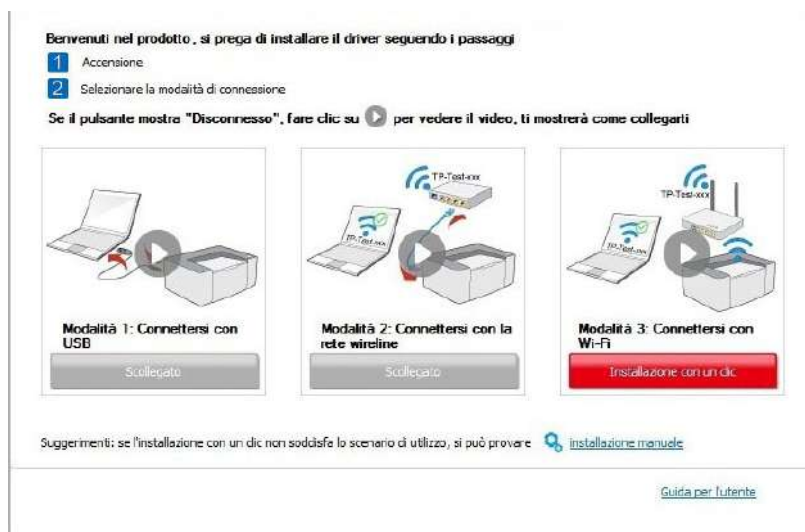 Benvenuti nel prodotto, si prega di installare il driver seguendo i passaggi
1 Accensione
2 Selezionare la modalità di connessione
Se il pulsante mostra "Disconnesso", fare clic su per vedere il video, ti mostrerà come collegarti
TP-Test-xxx
TP-Test-xxx
TP-Test-xxx
TP-Test-xxx
Modalità 1: Connettersi con
USB
Scollegato
Modalità 2: Connettersi con la
rete wireline
Scollegato
Modalità 3: Connettersi con
Wi-Fi
Installazione con un clic
Suggerimenti: se l'installazione con un clic non soddisfa lo scenario di utilizzo, si può provare installazione manuale
Guida per l'utente